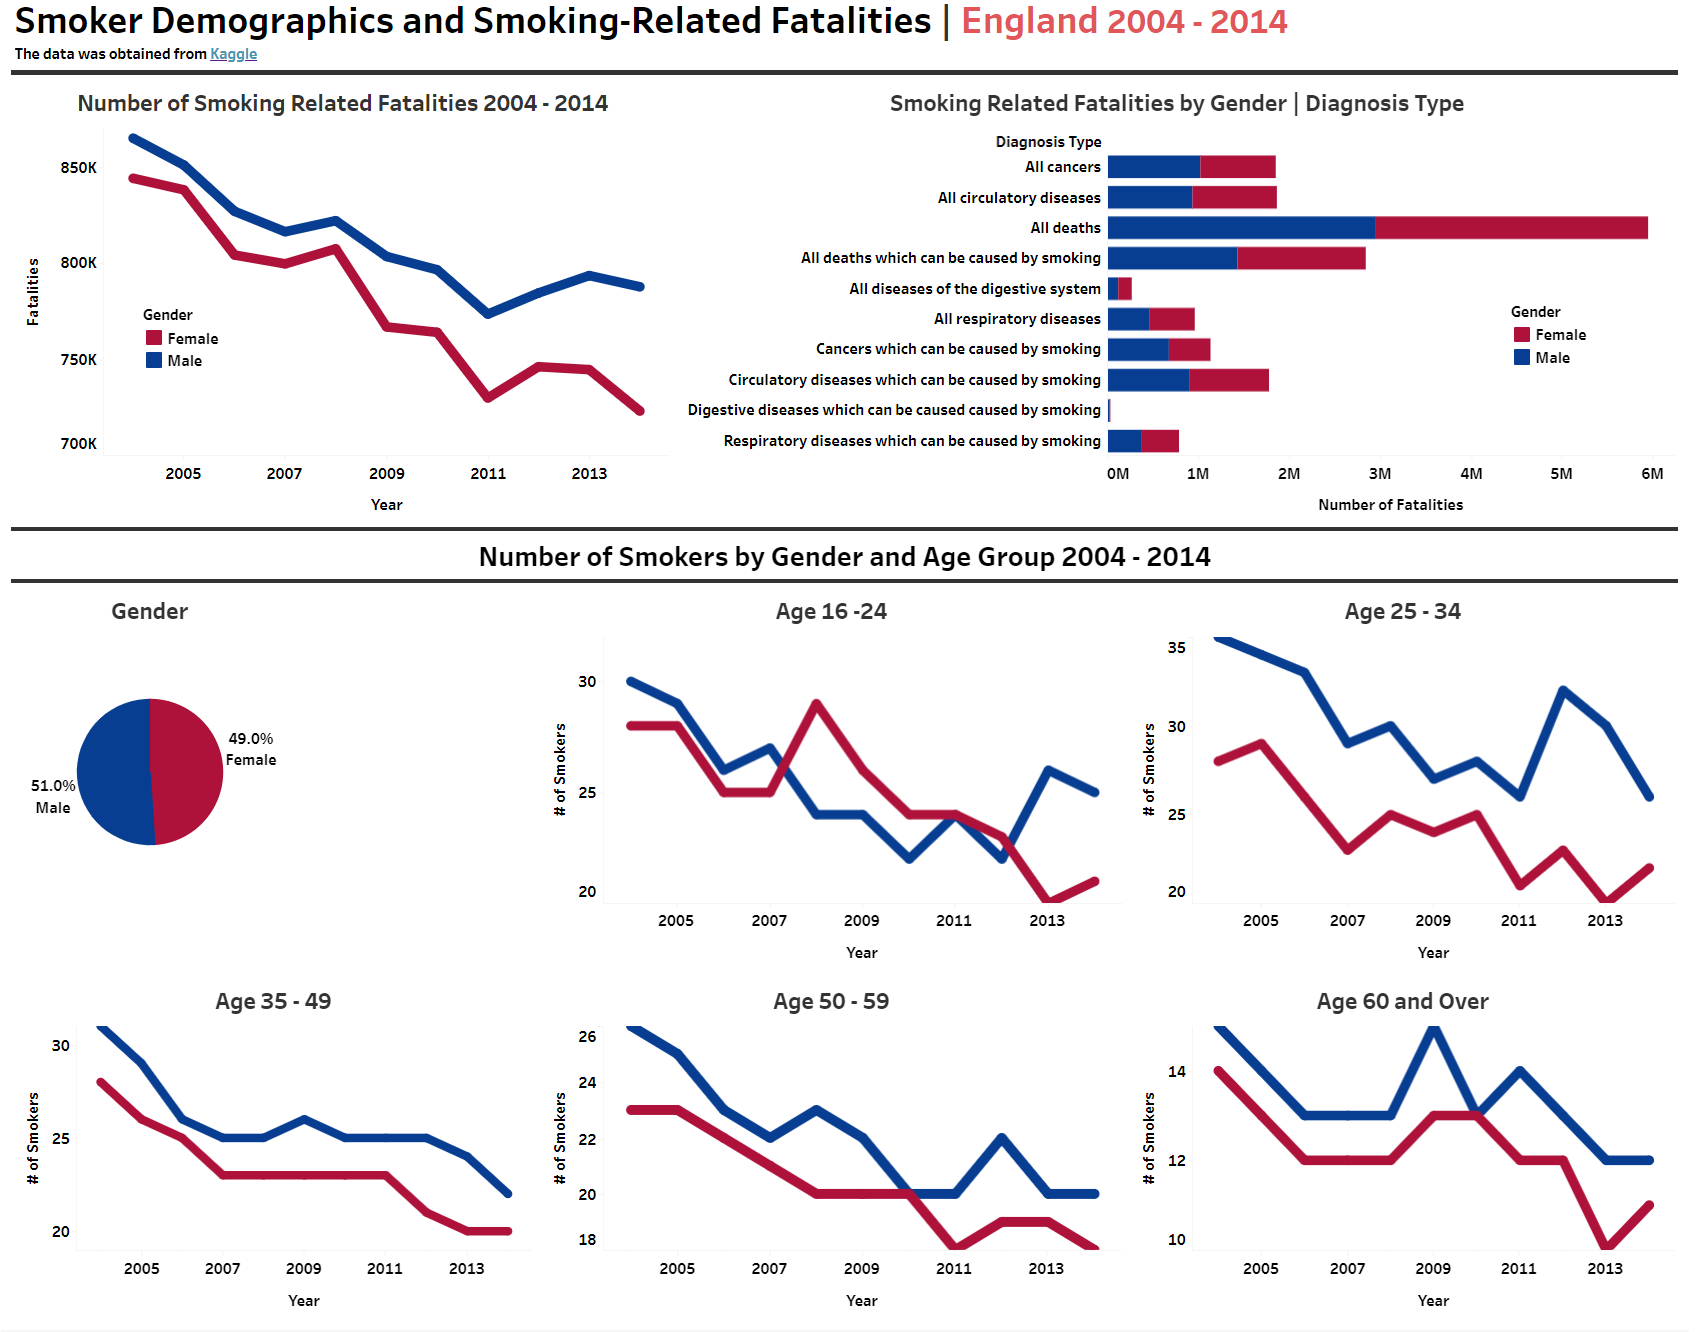 Smoker Demographics and Smoking-Related Fatalities | England 2004 - 2014
The data was obtained from Kaggle
Number of Smoking Related Fatalities 2004 - 2014
850K
800K
750K
700K
Fatalities
Gender
Female
Male
2005 2007 2009 2011 2013
Year
Smoking Related Fatalities by Gender | Diagnosis Type
Diagnosis Type
All cancers
All circulatory diseases
All deaths
All deaths which can be caused by smoking
All diseases of the digestive system
All respiratory diseases
Cancers which can be caused by smoking
Circulatory diseases which can be caused by smoking
Digestive diseases which can be caused caused by smoking
Respiratory diseases which can be caused by smoking
Gender
Female
Male
0M 1M 2M 3M 4M 5M 6M
Number of Fatalities
Number of Smokers by Gender and Age Group 2004 - 2014
Gender
49.0%
Female
51.0%
Male
Age 16 -24
30
25
20
# of Smokers
2005 2007 2009 2011 2013
Year
Age 25 - 34
35
30
25
20
# of Smokers
2005 2007 2009 2011 2013
Year
Age 35 - 49
30
25
20
# of Smokers
2005 2007 2009 2011 2013
Year
Age 50 - 59
26
24
22
20
18
# of Smokers
2005 2007 2009 2011 2013
Year
Age 60 and Over
14
12
10
# of Smokers
2005 2007 2009 2011 2013
Year